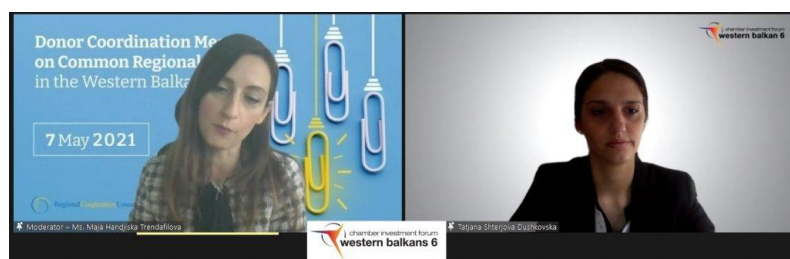 Donor Coordination Me
on Common Regional
in the Western Balka
7 May 2021
Regional Cooperation Counc
Moderator – Ms. Maja Handjiska Trendafilova
chamber investment forum
western balkan 6
Tatjana Shterjova Dushkovska
chamber investment forum
western balkans 6